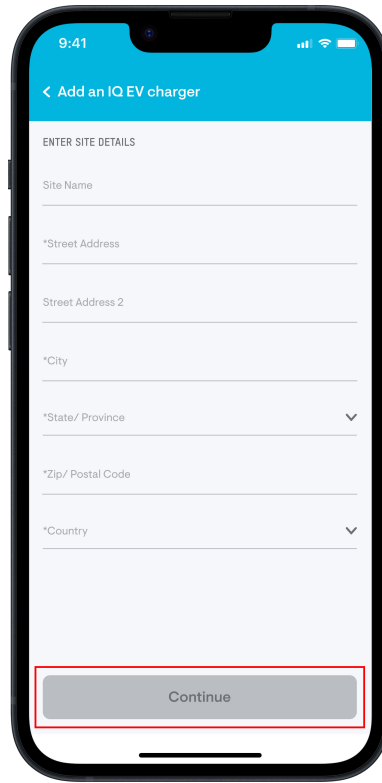 9:41
Add an IQ EV charger
ENTER SITE DETAILS
Site Name
*Street Address
Street Address 2
*City
*State/ Province
*Zip/ Postal Code
*Country
Continue